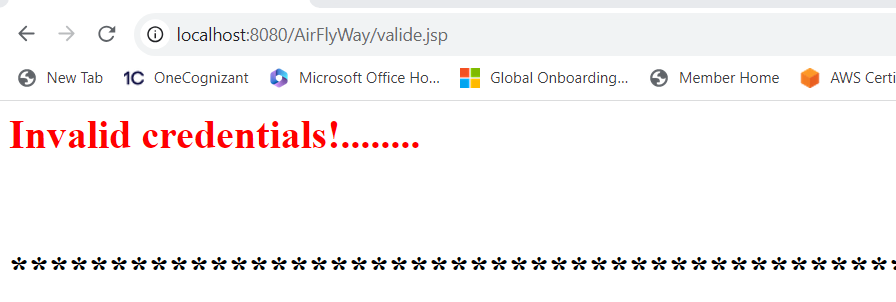 localhost:8080/AirFlyWay/valide.jsp
New Tab 1C OneCognizant Microsoft Office Ho... Global Onboarding... Member Home AWS Certi
Invalid credentials!........
*********************************************